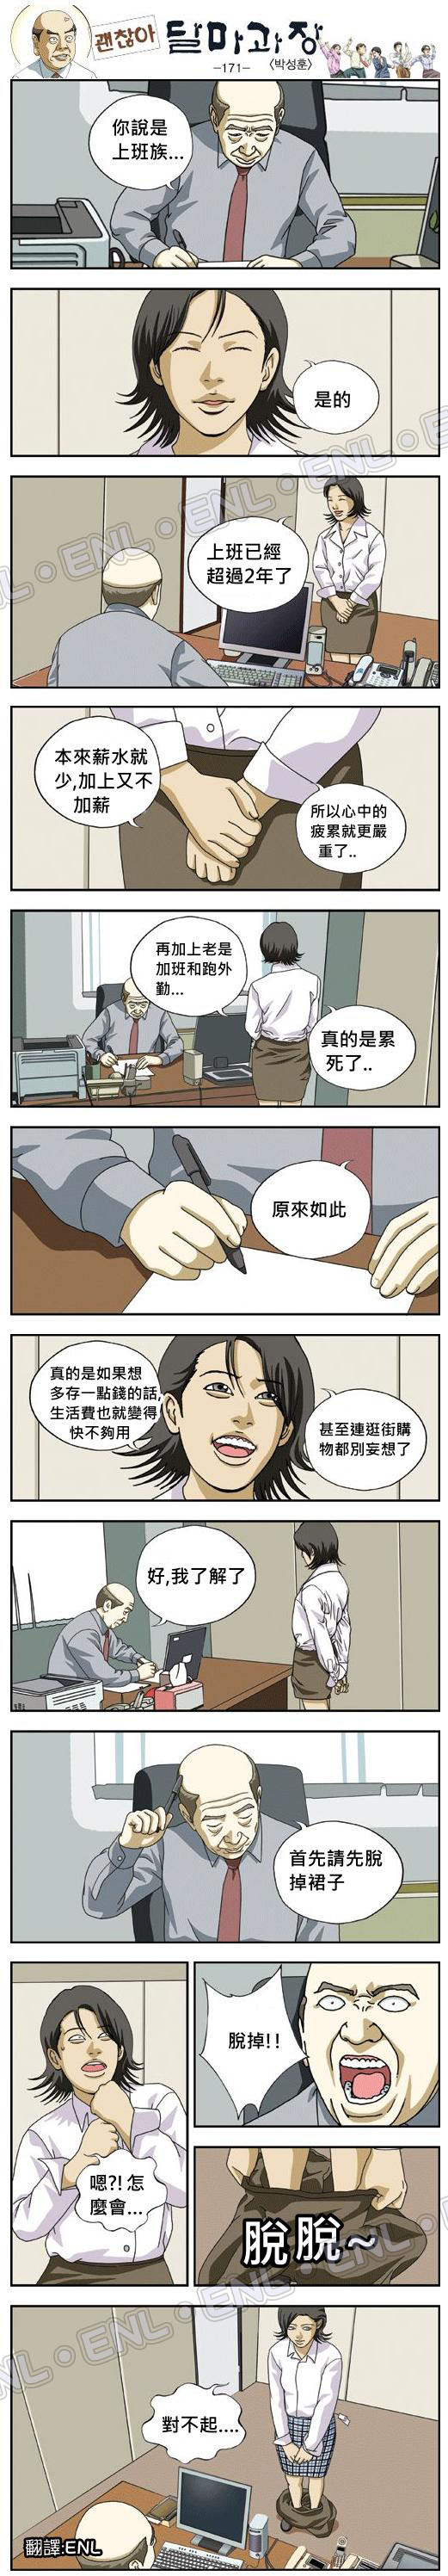 괜찮아
달마과장
-171-
〈박성훈〉
你說是
上班族...
是的
上班已經
超過2年了
本來薪水就
少,加上又不
加薪
所以心中的
疲累就更嚴
重了..
再加上老是
加班和跑外
勤...
真的是累
死了..
原來如此
真的是如果想
多存一點錢的話,
生活費也就變得
快不夠用
甚至連逛街購
物都別妄想了
好,我了解了
首先請先脫
掉裙子
嗯?! 怎
麼會...
脫掉!!
脫脫~
對不起....
翻譯:ENL
ENL